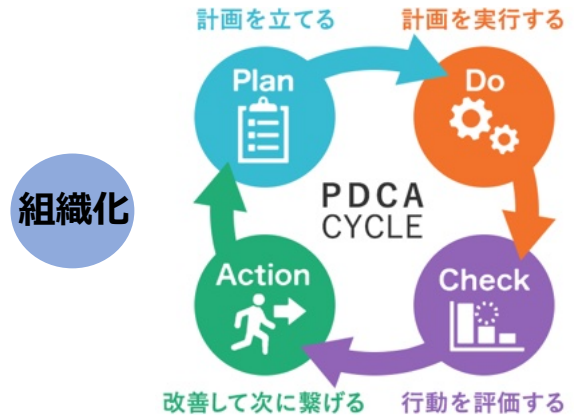 計画を立てる
計画を実行する
Plan
Do
組織化
PDCA
CYCLE
Action
Check
改善して次に繋げる
行動を評価する